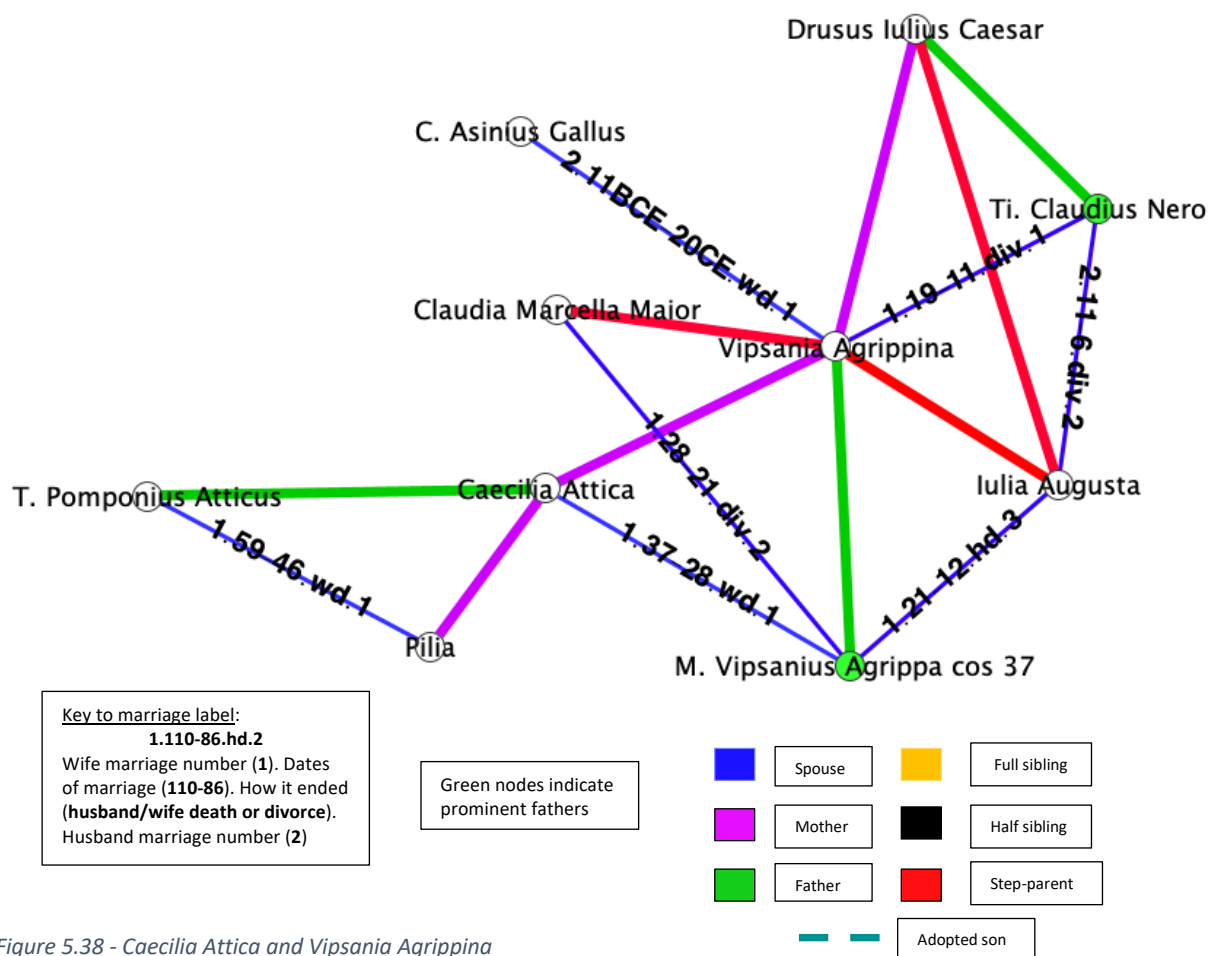 Drusus Iulius Caesar
C. Asinius Gallus
2.11BCE-20CE.wd.1
Ti. Claudius Nero
1.19-11.div.1
2.11-6.div.2
Claudia Marcella Maior
Vipsania Agrippina
1.28-21.div.2
T. Pomponius Atticus
Caecilia Attica
Iulia Augusta
1.59-46.wd.1
1.37-28.wd.1
1.21-12.hd.3
Pilia
M. Vipsanius Agrippa cos 37
Key to marriage label:
1.110-86.hd.2
Wife marriage number (1). Dates
of marriage (110-86). How it ended
(husband/wife death or divorce).
Husband marriage number (2)
Green nodes indicate
prominent fathers
Spouse
Full sibling
Mother
Half sibling
Father
Step-parent
Adopted son
Figure 5.38 - Caecilia Attica and Vipsania Agrippina